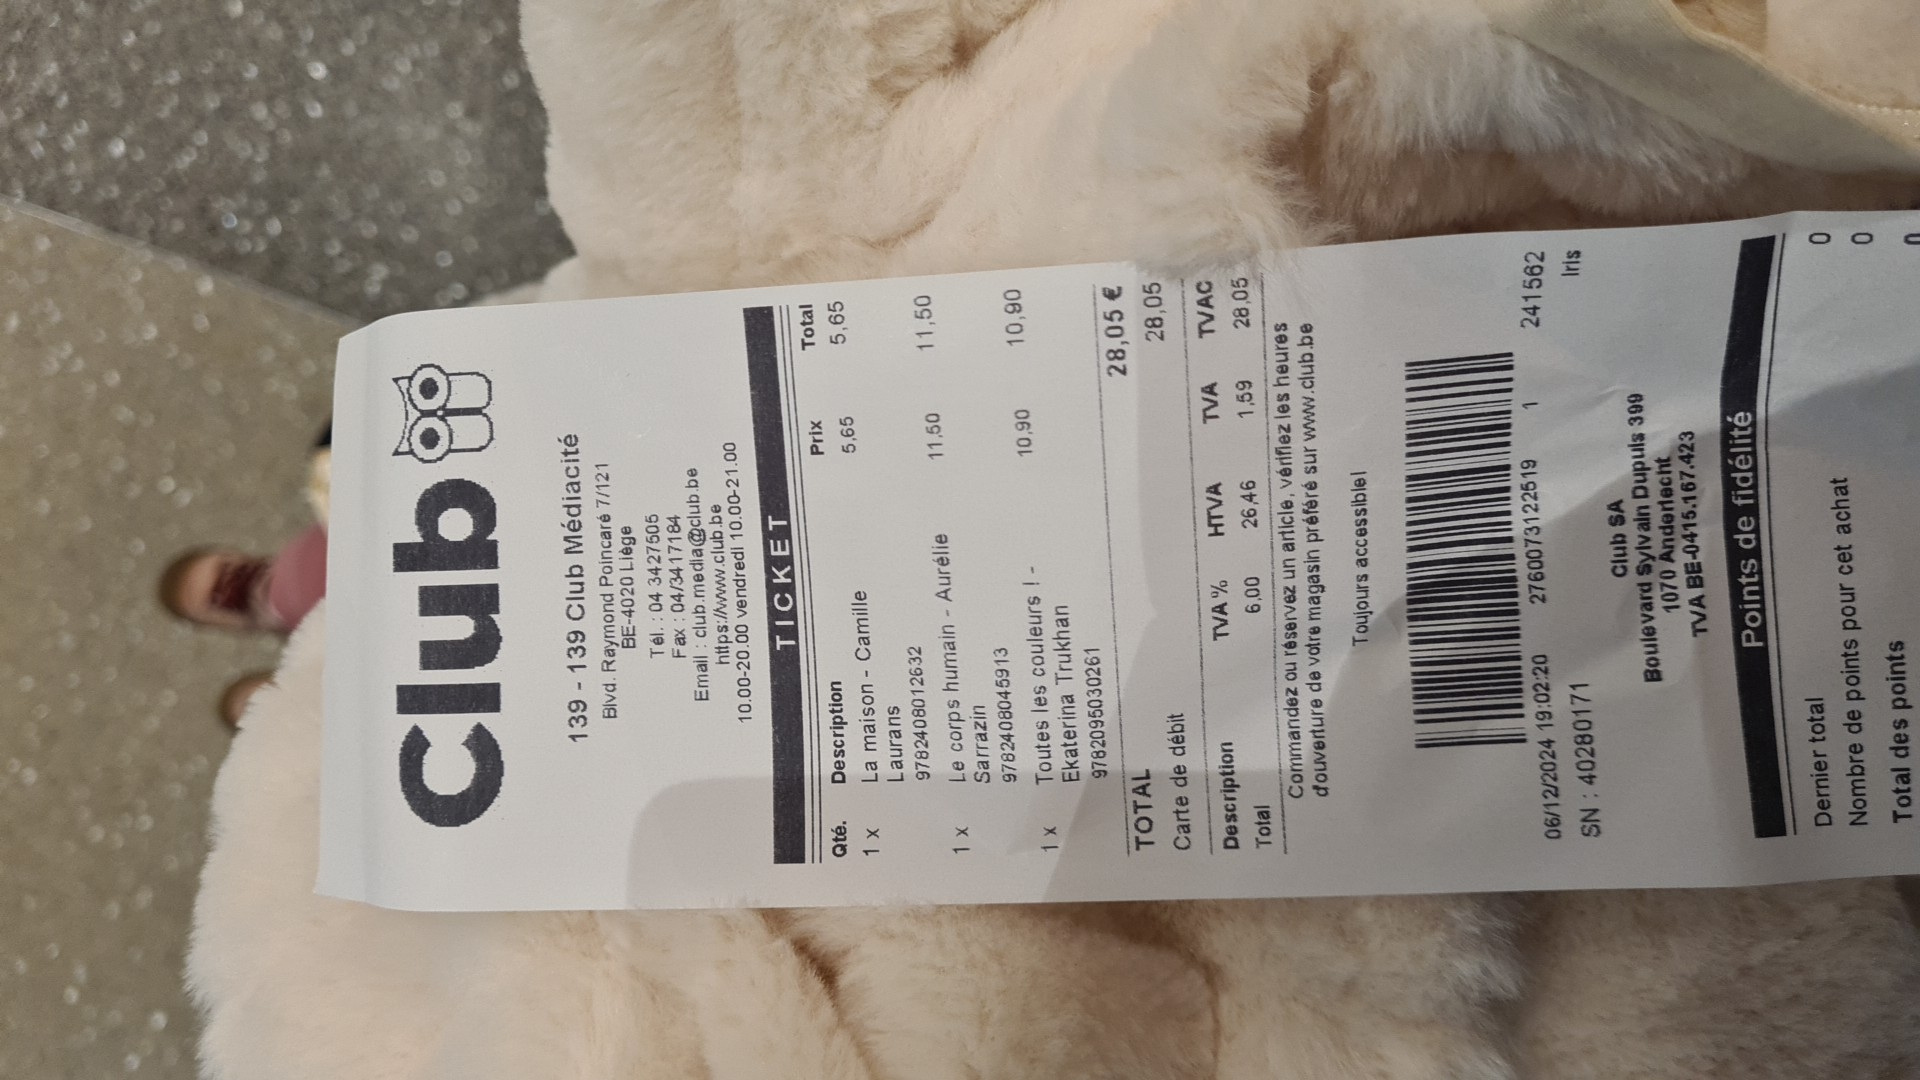 Club
139 - 139 Club Médiacité
Blvd. Raymond Poincaré 7/121
BE-4020 Liège
Tél. : 04 3427505
Fax : 04/3417184
Email : club.media@club.be
https://www.club.be
10.00-20.00 vendredi 10.00-21.00
TICKET
Qté. Description Prix Total
1 x La maison - Camille 5,65 5,65
Laurans
9782408012632
1 x Le corps humain - Aurélie 11,50 11,50
Sarrazin
9782408045913
1 x Toutes les couleurs ! - 10,90 10,90
Ekaterina Trukhan
9782095030261
TOTAL 28,05 €
Carte de débit 28,05
Description TVA % HTVA TVA TVAC
Total 6,00 26,46 1,59 28,05
Commandez ou réservez un article, vérifiez les heures
d'ouverture de votre magasin préféré sur www.club.be
Toujours accessible!
06/12/2024 19:02:20 2760073122519 1 241562
SN : 40280171 Iris
Club SA
Boulevard Sylvain Dupuis 399
1070 Anderlecht
TVA BE-0415.167.423
Points de fidélité
Dernier total 0
Nombre de points pour cet achat 0
Total des points 0